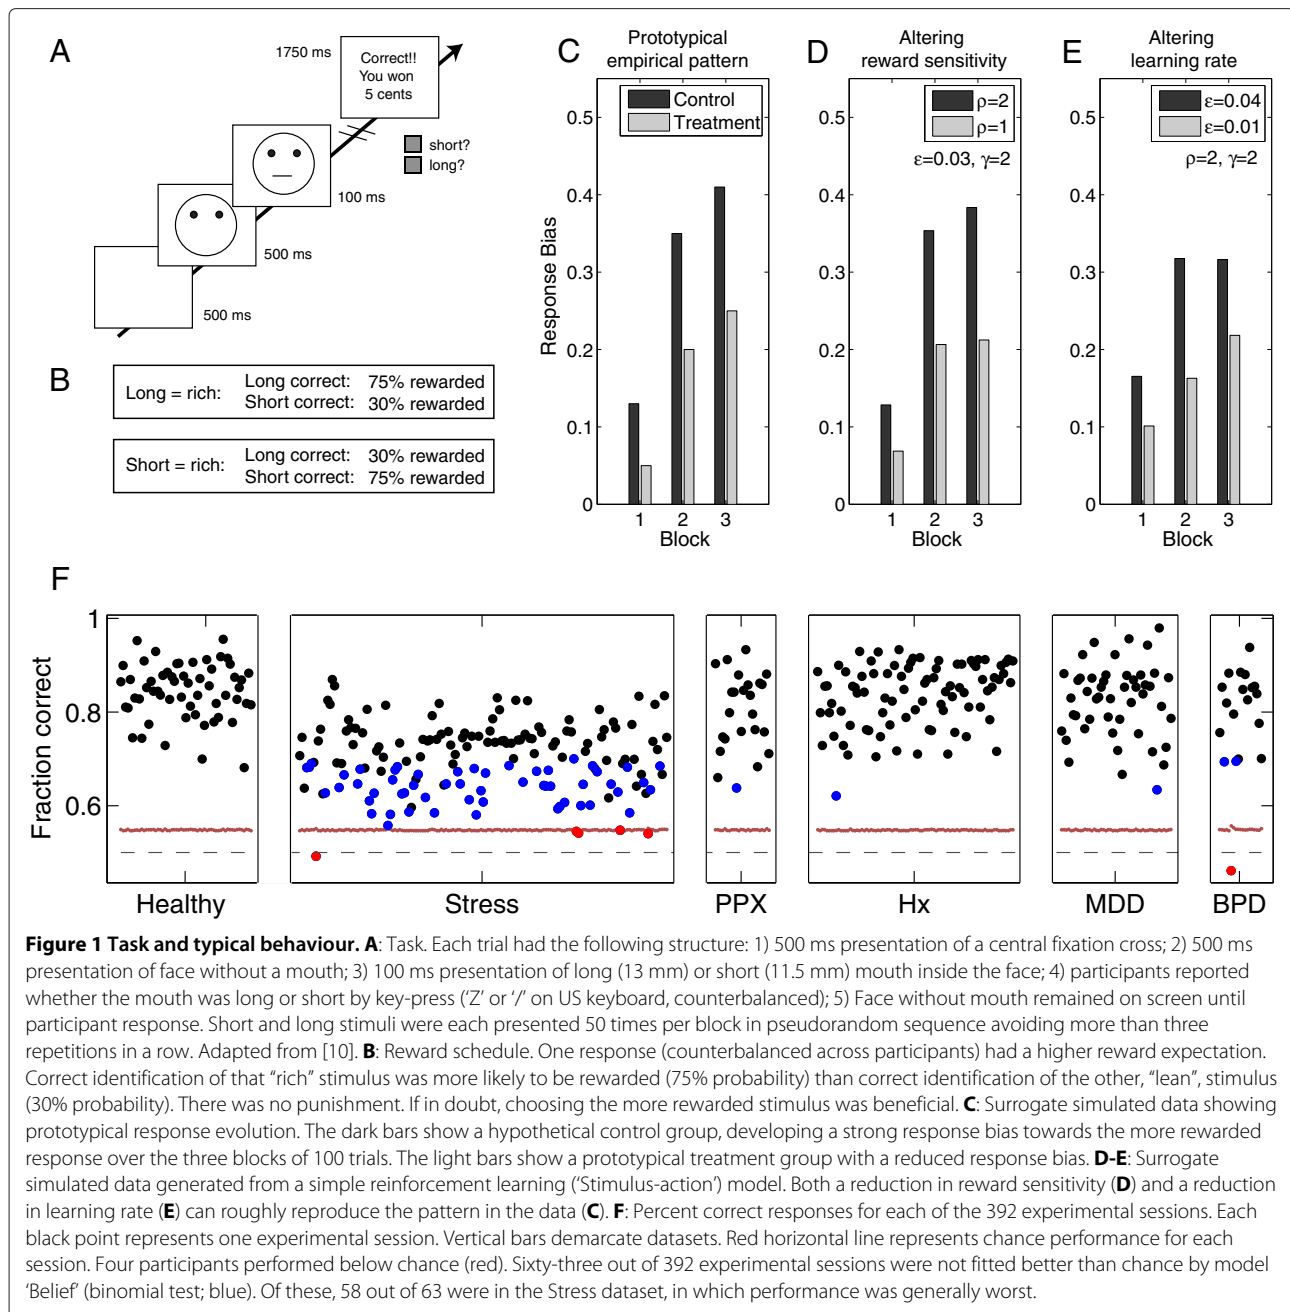 A
1750 ms
Correct!!
You won
5 cents
short?
long?
100 ms
500 ms
500 ms
B
Long = rich: Long correct: 75% rewarded
Short correct: 30% rewarded
Short = rich: Long correct: 30% rewarded
Short correct: 75% rewarded
C
Prototypical
empirical pattern
Control
Treatment
0.5
0.4
0.3
0.2
0.1
0
Response Bias
1 2 3
Block
D
Altering
reward sensitivity
ρ=2
ρ=1
ε=0.03, γ=2
0.5
0.4
0.3
0.2
0.1
0
1 2 3
Block
E
Altering
learning rate
ε=0.04
ε=0.01
ρ=2, γ=2
0.5
0.4
0.3
0.2
0.1
0
1 2 3
Block
F
1
0.8
0.6
Fraction correct
Healthy Stress PPX Hx MDD BPD
Figure 1 Task and typical behaviour. A: Task. Each trial had the following structure: 1) 500 ms presentation of a central fixation cross; 2) 500 ms
presentation of face without a mouth; 3) 100 ms presentation of long (13 mm) or short (11.5 mm) mouth inside the face; 4) participants reported
whether the mouth was long or short by key-press (‘Z’ or ‘/’ on US keyboard, counterbalanced); 5) Face without mouth remained on screen until
participant response. Short and long stimuli were each presented 50 times per block in pseudorandom sequence avoiding more than three
repetitions in a row. Adapted from [10]. B: Reward schedule. One response (counterbalanced across participants) had a higher reward expectation.
Correct identification of that “rich” stimulus was more likely to be rewarded (75% probability) than correct identification of the other, “lean”, stimulus
(30% probability). There was no punishment. If in doubt, choosing the more rewarded stimulus was beneficial. C: Surrogate simulated data showing
prototypical response evolution. The dark bars show a hypothetical control group, developing a strong response bias towards the more rewarded
response over the three blocks of 100 trials. The light bars show a prototypical treatment group with a reduced response bias. D-E: Surrogate
simulated data generated from a simple reinforcement learning (‘Stimulus-action’) model. Both a reduction in reward sensitivity (D) and a reduction
in learning rate (E) can roughly reproduce the pattern in the data (C). F: Percent correct responses for each of the 392 experimental sessions. Each
black point represents one experimental session. Vertical bars demarcate datasets. Red horizontal line represents chance performance for each
session. Four participants performed below chance (red). Sixty-three out of 392 experimental sessions were not fitted better than chance by model
‘Belief’ (binomial test; blue). Of these, 58 out of 63 were in the Stress dataset, in which performance was generally worst.